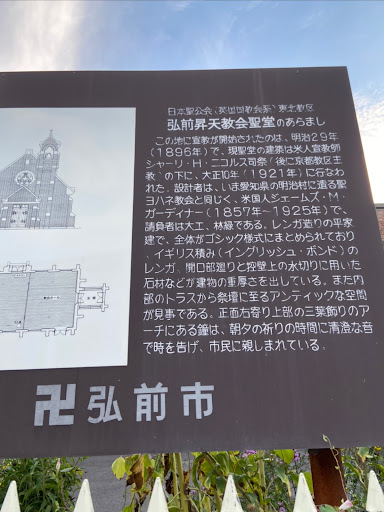 日本聖公会(英国国教会系)東北教区
弘前昇天教会聖堂のあらまし
この地に宣教が開始されたのは、明治29年
(1896年)で、現聖堂の建築は米人宣教師
シャーリ・H・ニコルス司祭(後に京都教区主
教)の下に、大正10年(1921年)に行なわ
れた。設計者は、いま愛知県の明治村に遺る聖
ヨハネ教会と同じく、米国人ジェームズ・M・
ガーディナー(1857年〜1925年)で、
請負者は大工、林緑である。レンガ造りの平家
建で、全体がゴシック様式にまとめられており
、イギリス積み(イングリッシュ・ボンド)の
レンガ、開口部廻りと控壁上の水切りに用いた
石材などが建物の重厚さを出している。また内
部のトラスから祭壇に至るアンティックな空間
が見事である。正面右寄り上部の三葉飾りのア
ーチにある鐘は、朝夕の祈りの時間に清澄な音
で時を告げ、市民に親しまれている。
卍弘前市